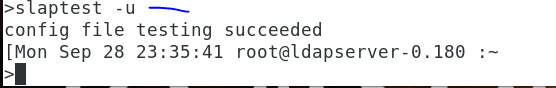 >slaptest -u
config file testing succeeded
[Mon Sep 28 23:35:41 root@ldapserver-0.180 :~
>